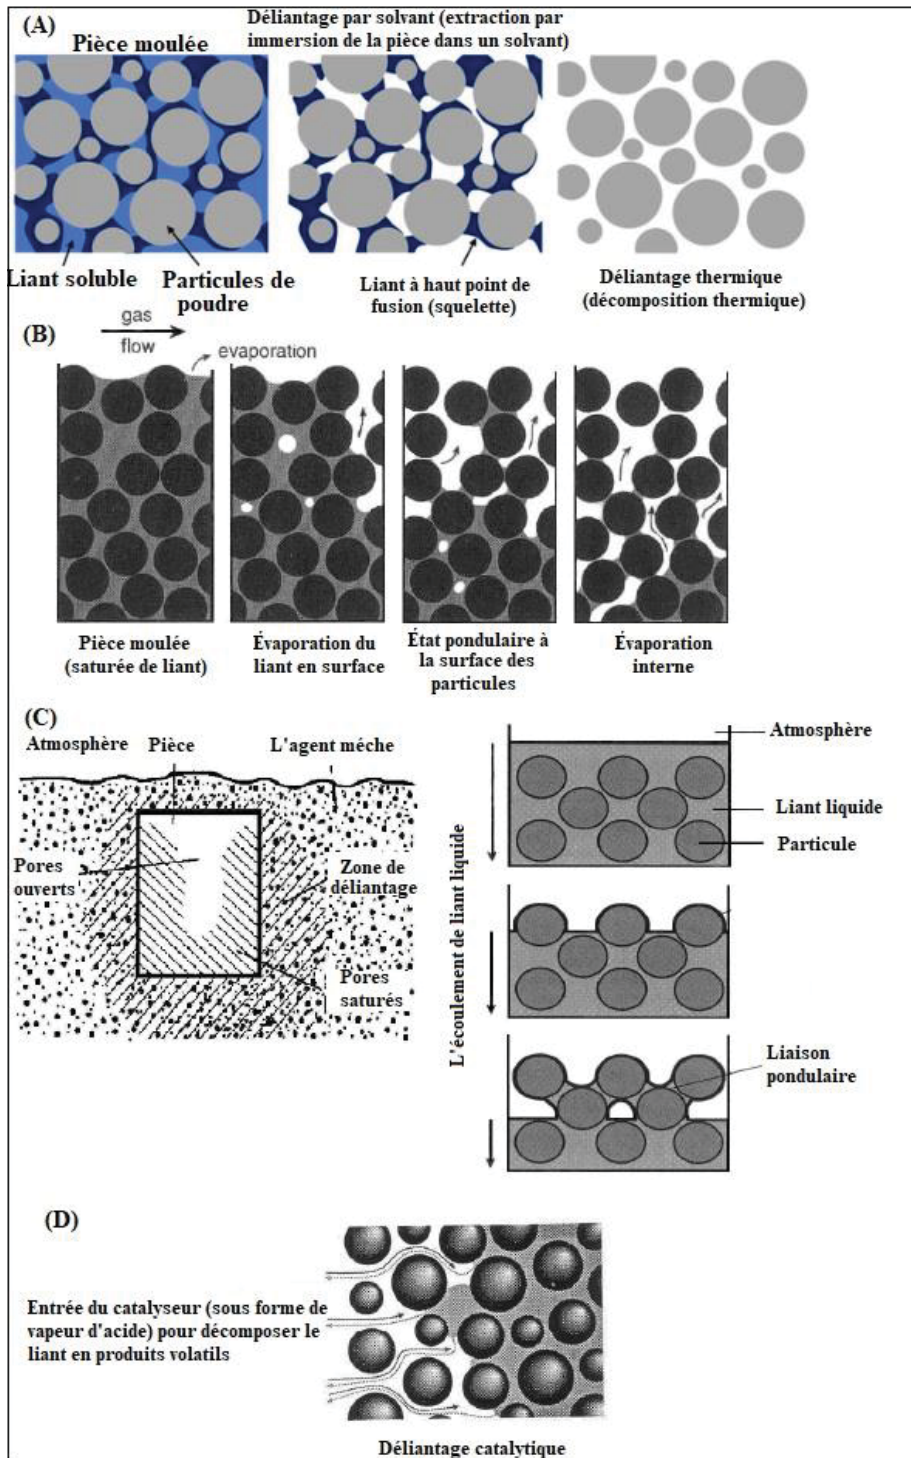 (A)
Déliantage par solvant (extraction par
immersion de la pièce dans un solvant)
Pièce moulée
Liant soluble
Particules de
poudre
Liant à haut point de
fusion (squelette)
Déliantage thermique
(décomposition thermique)
(B)
gas
flow
evaporation
Pièce moulée
(saturée de liant)
Évaporation du
liant en surface
État pondulaire à
la surface des
particules
Évaporation
interne
(C)
Atmosphère
Pièce
L'agent méche
Pores
ouverts
Zone de
déliantage
Pores
saturés
L'écoulement de liant liquide
Atmosphère
Liant liquide
Particule
Liaison
pondulaire
(D)
Entrée du catalyseur (sous forme de
vapeur d'acide) pour décomposer le
liant en produits volatils
Déliantage catalytique